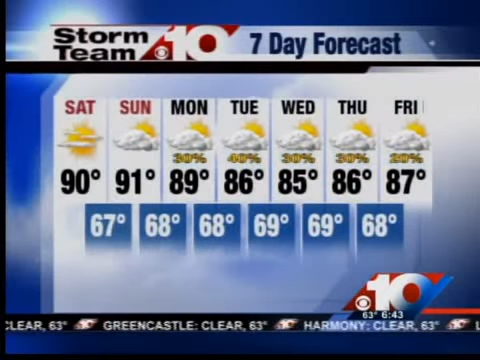 Storm Team 10 7 Day Forecast
SAT SUN MON TUE WED THU FRI
30% 40% 30% 30% 20%
90° 91° 89° 86° 85° 86° 87°
67° 68° 68° 69° 69° 68°
10
63° 6:43
CLEAR, 63° GREENCASTLE: CLEAR, 63° HARMONY: CLEAR, 6